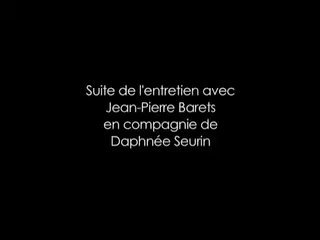 Suite de l'entretien avec
Jean-Pierre Barets
en compagnie de
Daphnée Seurin